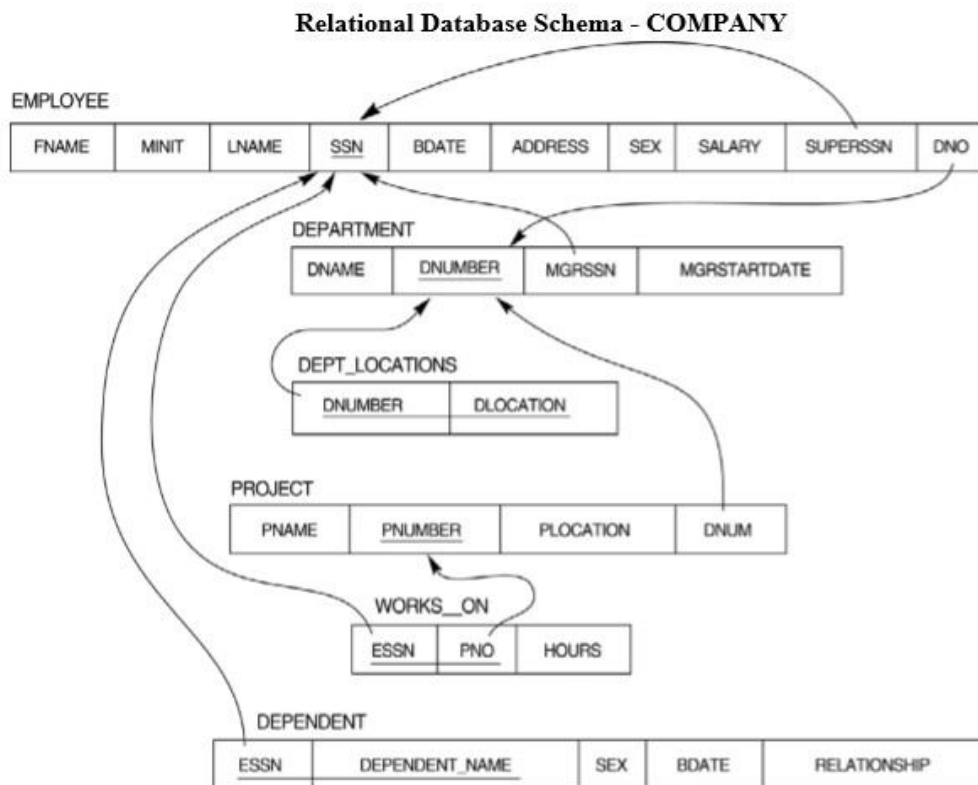 Relational Database Schema - COMPANY
EMPLOYEE
FNAME MINIT LNAME SSN BDATE ADDRESS SEX SALARY SUPERSSN DNO
DEPARTMENT
DNAME DNUMBER MGRSSN MGRSTARTDATE
DEPT_LOCATIONS
DNUMBER DLOCATION
PROJECT
PNAME PNUMBER PLOCATION DNUM
WORKS__ON
ESSN PNO HOURS
DEPENDENT
ESSN DEPENDENT_NAME SEX BDATE RELATIONSHIP